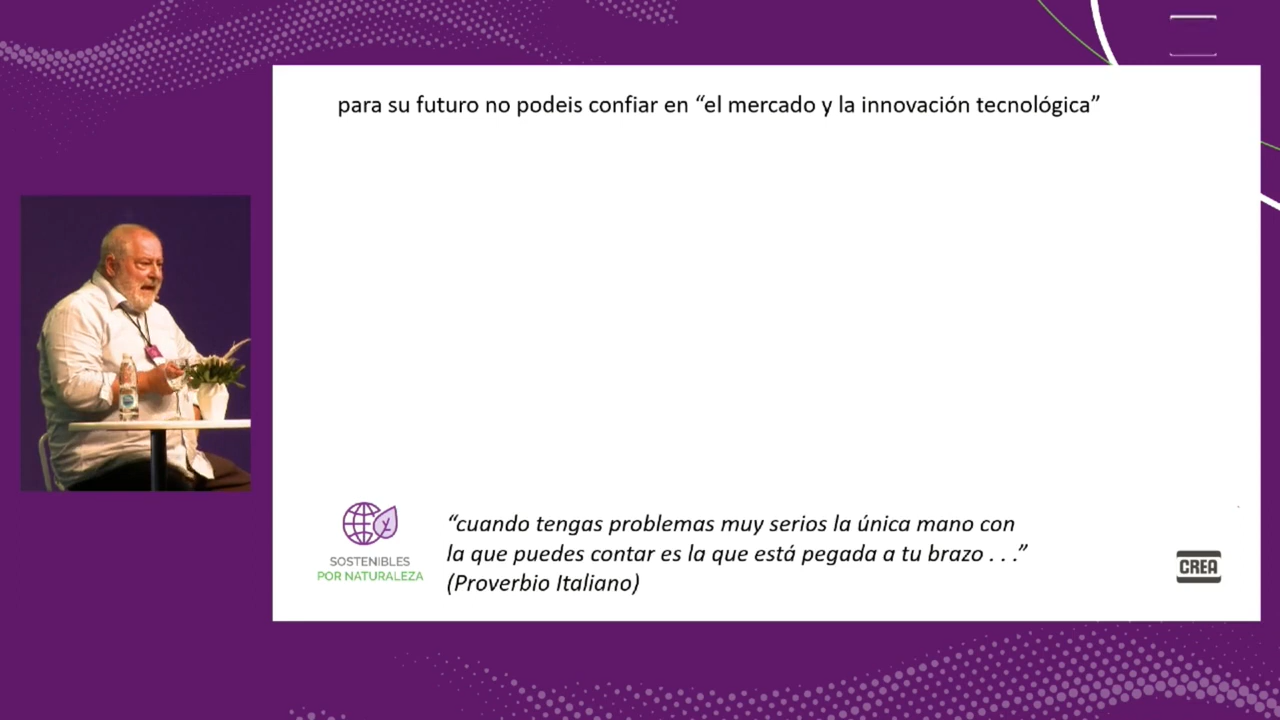 para su futuro no podeis confiar en “el mercado y la innovación tecnológica”
“cuando tengas problemas muy serios la única mano con
la que puedes contar es la que está pegada a tu brazo . . .”
(Proverbio Italiano)
SOSTENIBLES
POR NATURALEZA
CREA